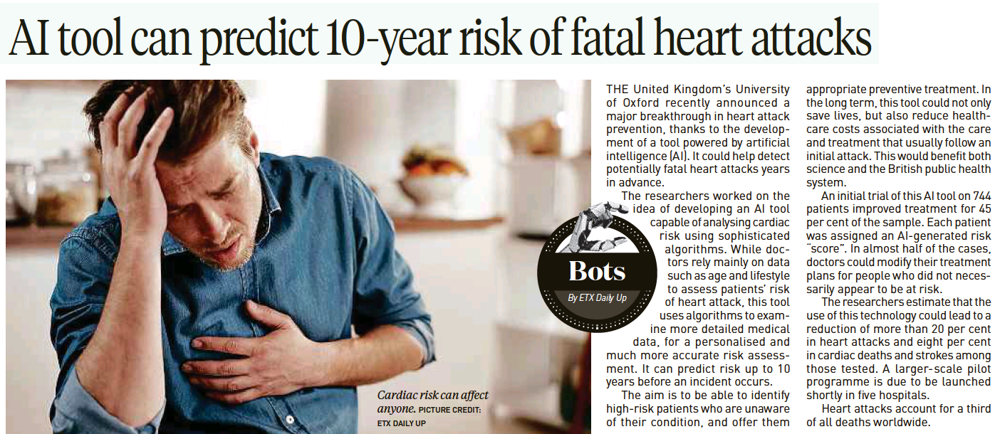 AI tool can predict 10-year risk of fatal heart attacks
THE United Kingdom's University
of Oxford recently announced a
major breakthrough in heart attack
prevention, thanks to the develop-
ment of a tool powered by artificial
intelligence (AI). It could help detect
potentially fatal heart attacks years
in advance.
The researchers worked on the
idea of developing an AI tool
capable of analysing cardiac
risk using sophisticated
algorithms. While doc-
tors rely mainly on data
such as age and lifestyle
to assess patients' risk
of heart attack, this tool
uses algorithms to exam-
ine more detailed medical
data, for a personalised and
much more accurate risk assess-
ment. It can predict risk up to 10
years before an incident occurs.
The aim is to be able to identify
high-risk patients who are unaware
of their condition, and offer them
appropriate preventive treatment. In
the long term, this tool could not only
save lives, but also reduce health-
care costs associated with the care
and treatment that usually follow an
initial attack. This would benefit both
science and the British public health
system.
An initial trial of this AI tool on 744
patients improved treatment for 45
per cent of the sample. Each patient
was assigned an AI-generated risk
"score". In almost half of the cases,
doctors could modify their treatment
plans for people who did not neces-
sarily appear to be at risk.
The researchers estimate that the
use of this technology could lead to a
reduction of more than 20 per cent
in heart attacks and eight per cent
in cardiac deaths and strokes among
those tested. A larger-scale pilot
programme is due to be launched
shortly in five hospitals.
Heart attacks account for a third
of all deaths worldwide.
Bots
By ETX Daily Up
Cardiac risk can affect
anyone. PICTURE CREDIT:
ETX DAILY UP